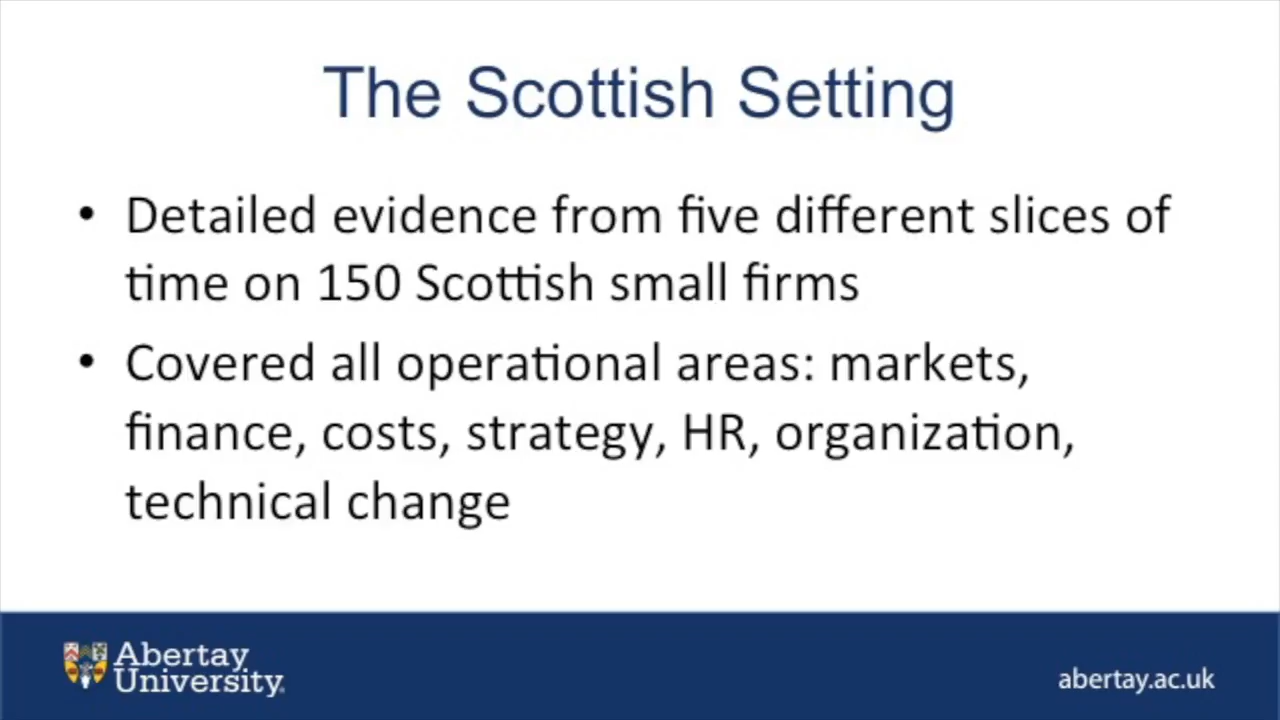 The Scottish Setting
• Detailed evidence from five different slices of
time on 150 Scottish small firms
• Covered all operational areas: markets,
finance, costs, strategy, HR, organization,
technical change
Abertay
University.
abertay.ac.uk